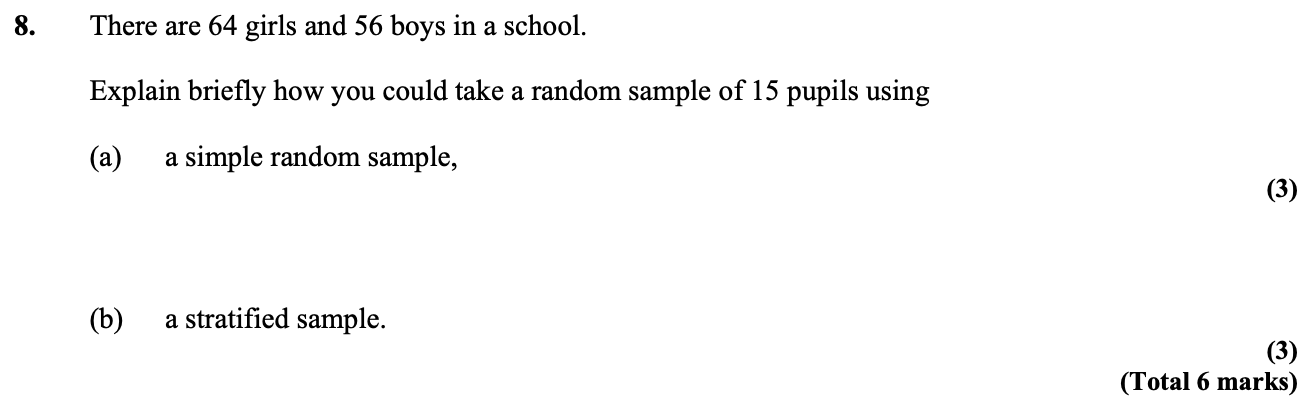 8. There are 64 girls and 56 boys in a school.
Explain briefly how you could take a random sample of 15 pupils using
(a) a simple random sample,
(3)
(b) a stratified sample.
(3)
(Total 6 marks)